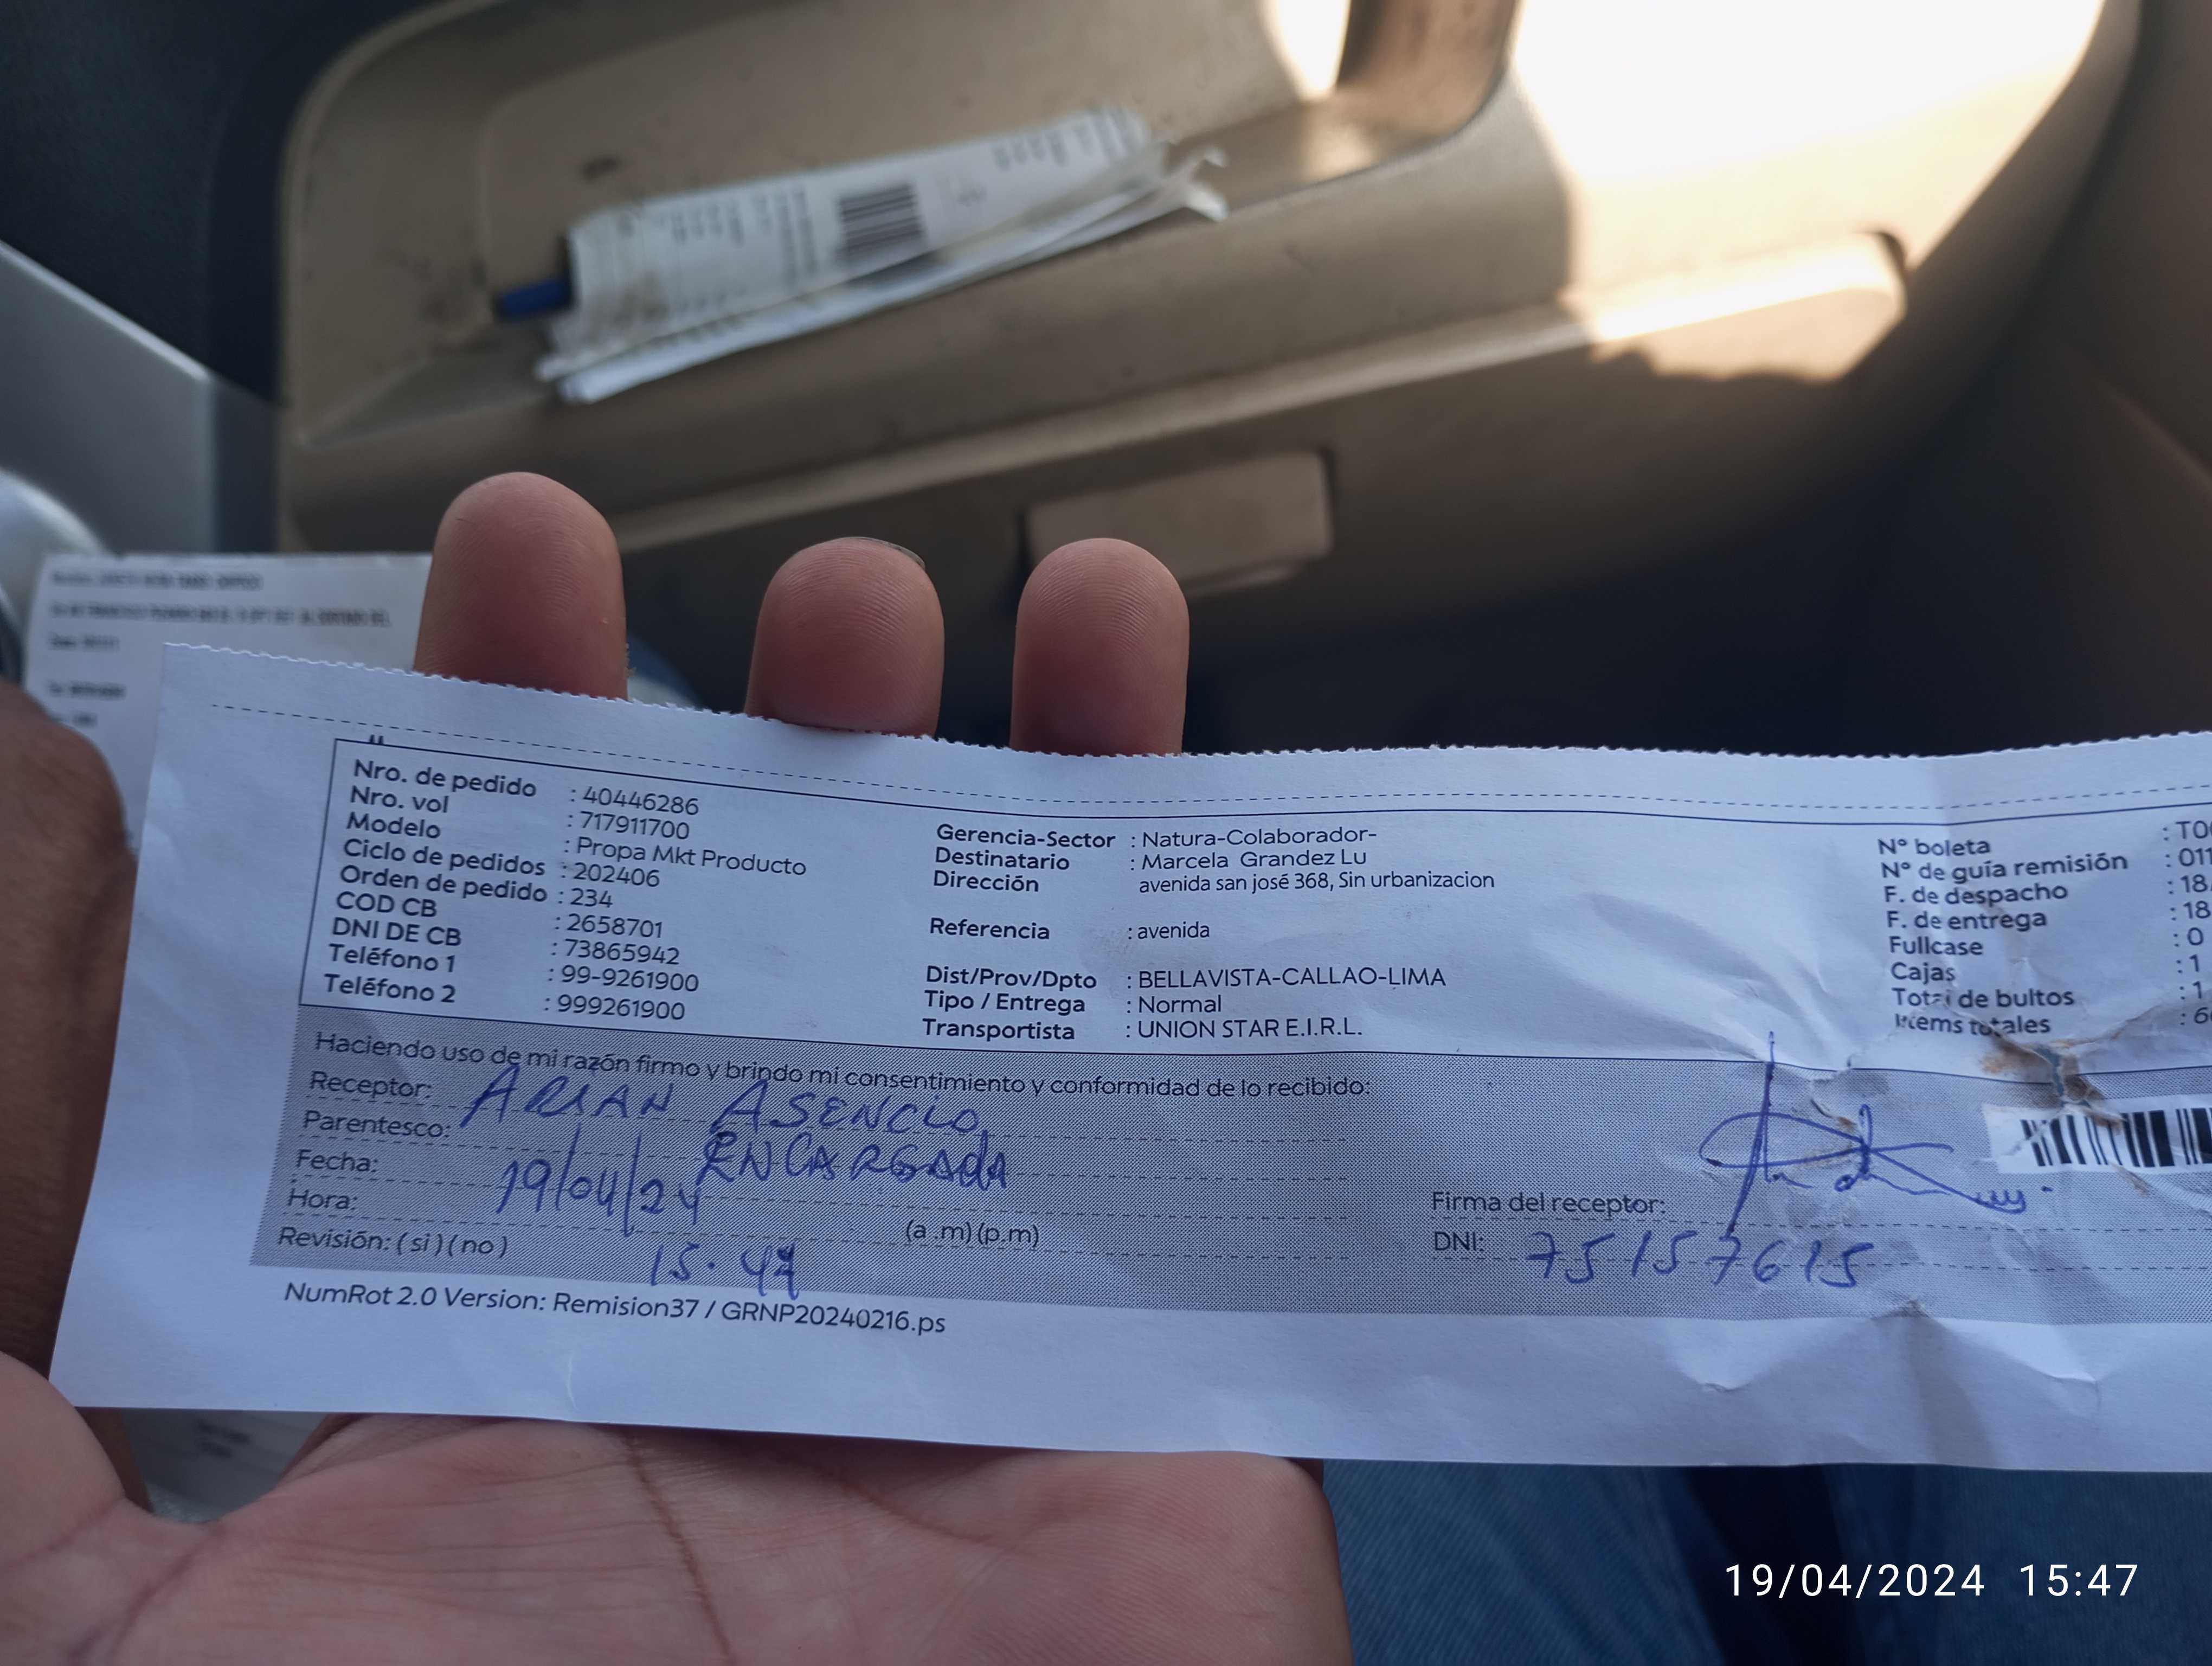 Nro. de pedido : 40446286
Nro. vol : 717911700
Modelo : Propa Mkt Producto
Ciclo de pedidos : 202406
Orden de pedido : 234
COD CB : 2658701
DNI DE CB : 73865942
Teléfono 1 : 99-9261900
Teléfono 2 : 999261900
Gerencia-Sector : Natura-Colaborador-
Destinatario : Marcela Grandez Lu
Dirección avenida san josé 368, Sin urbanizacion
Referencia : avenida
Dist/Prov/Dpto : BELLAVISTA-CALLAO-LIMA
Tipo / Entrega : Normal
Transportista : UNION STAR E.I.R.L.
N° boleta : T00
N° de guía remisión : 011
F. de despacho : 18.
F. de entrega : 18
Fullcase : 0
Cajas : 1
Total de bultos : 1
Items totales : 6
Haciendo uso de mi razón firmo y brindo mi consentimiento y conformidad de lo recibido:
Receptor: ARIAN ASENCIO
Parentesco: ENCARGADA
Fecha: 19/04/24
Hora: 15:47 (a .m) (p.m)
Revisión: ( si ) ( no )
Firma del receptor:
DNI: 75157615
NumRot 2.0 Version: Remision37 / GRNP20240216.ps
19/04/2024 15:47